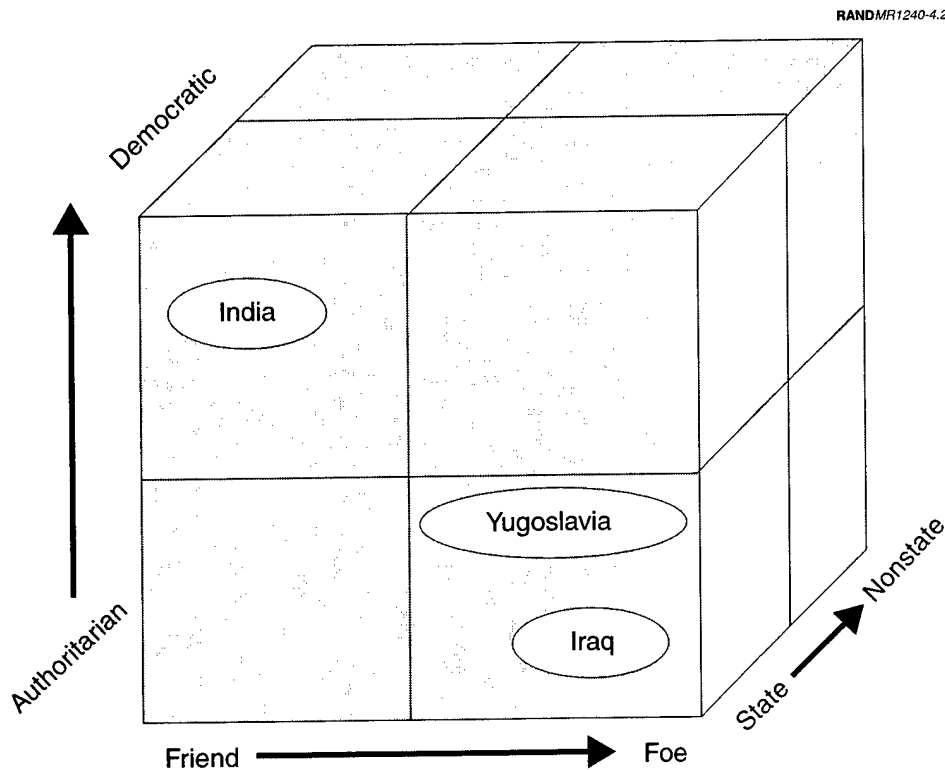 RANDMR1240-4.2
Democratic
India
Yugoslavia
Iraq
Authoritarian
Nonstate
State
Friend
Foe